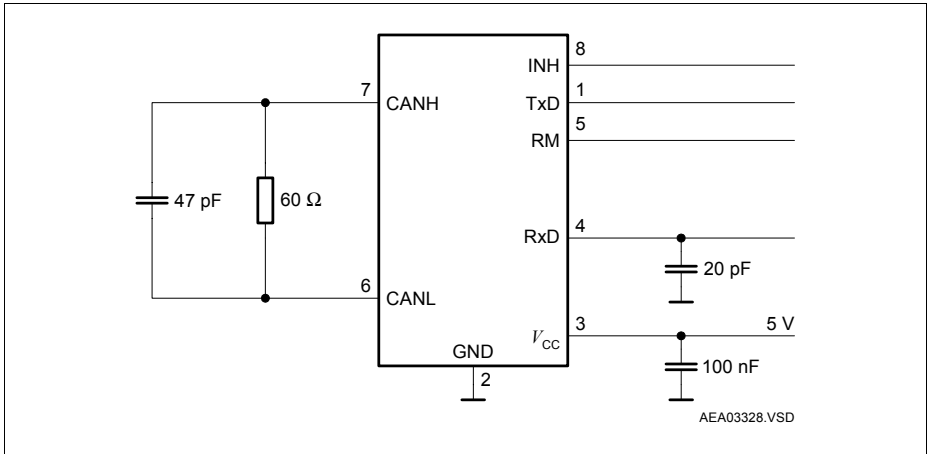 8
INH
7
1
CANH
TxD
5
RM
47 pF
60 Ω
4
RxD
20 pF
6
CANL
3
5 V
VCC
GND
100 nF
2
AEA03328.VSD